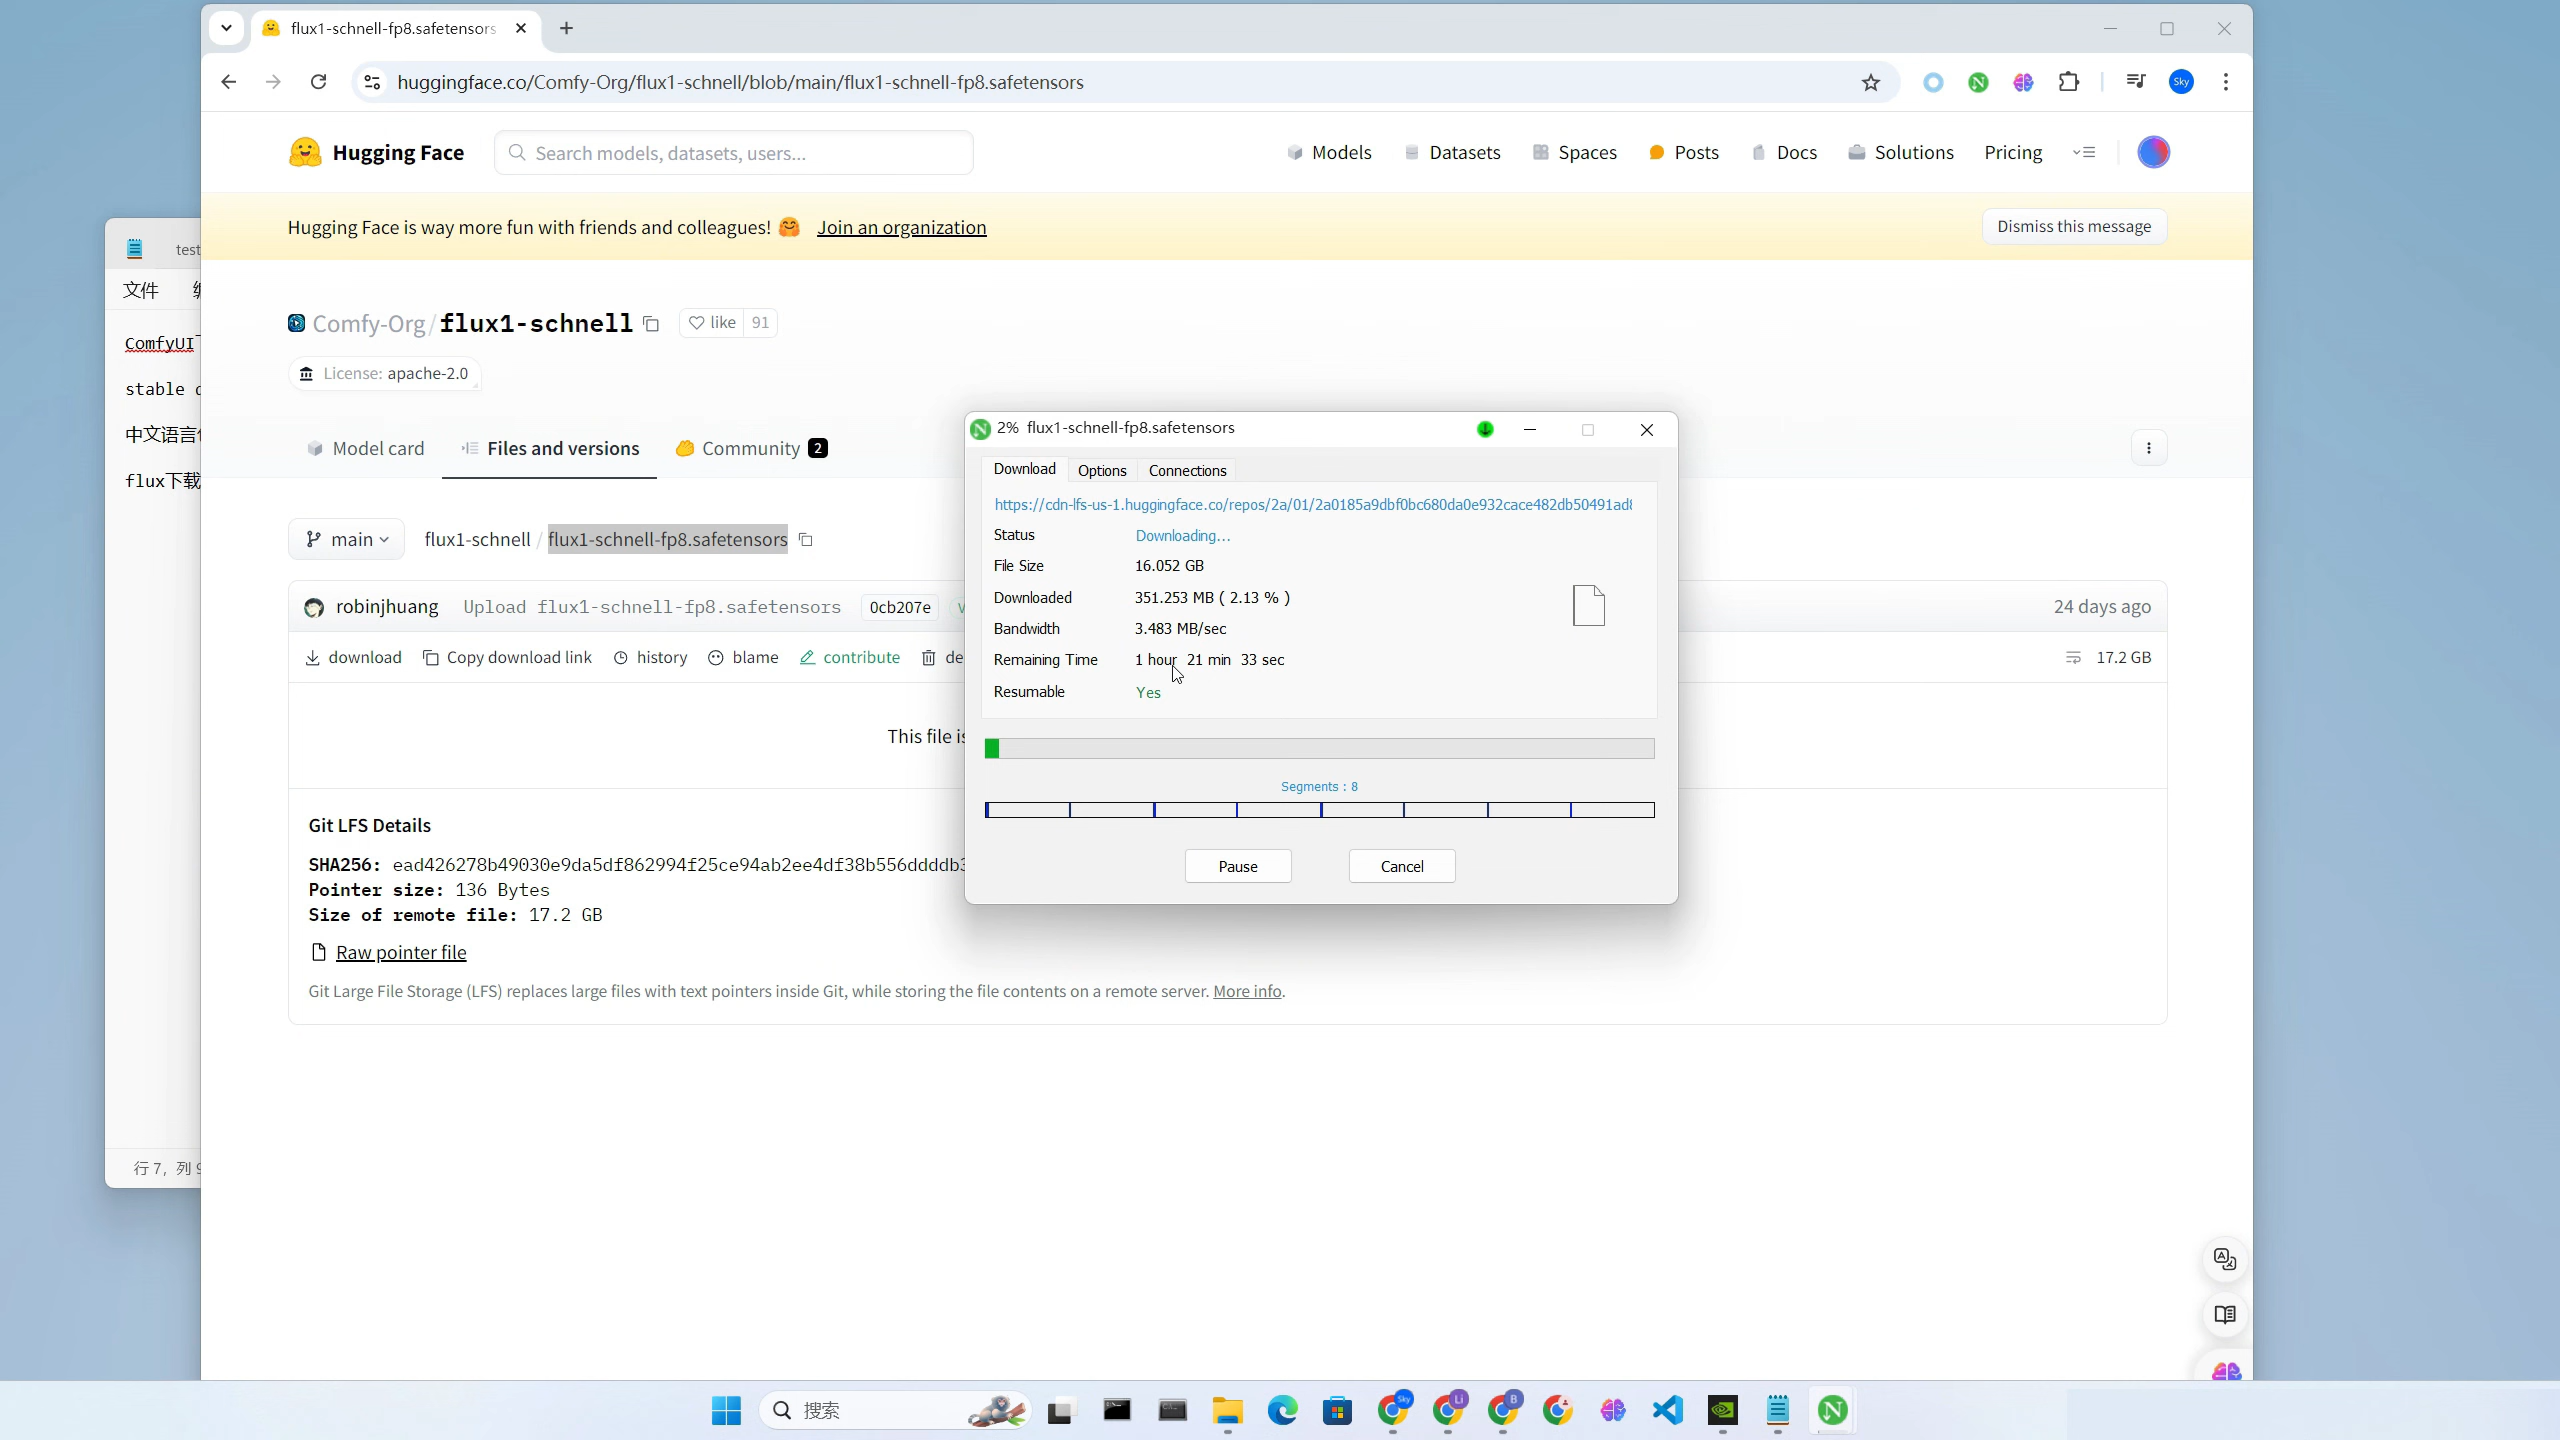 flux1-schnell-fp8.safetensors
huggingface.co/Comfy-Org/flux1-schnell/blob/main/flux1-schnell-fp8.safetensors
Sky
Hugging Face
Search models, datasets, users...
Models
Datasets
Spaces
Posts
Docs
Solutions
Pricing
Hugging Face is way more fun with friends and colleagues! 🤗 Join an organization
Dismiss this message
test
文件
ComfyUI
stable
中文语言
flux下载
行 7, 列 9
Comfy-Org/flux1-schnell
like 91
License: apache-2.0
Model card
Files and versions
Community 2
main
flux1-schnell / flux1-schnell-fp8.safetensors
robinjhuang Upload flux1-schnell-fp8.safetensors 0cb207e
24 days ago
download
Copy download link
history
blame
contribute
17.2 GB
This file is
Git LFS Details
SHA256: ead426278b49030e9da5df862994f25ce94ab2ee4df38b556ddddb3
Pointer size: 136 Bytes
Size of remote file: 17.2 GB
Raw pointer file
Git Large File Storage (LFS) replaces large files with text pointers inside Git, while storing the file contents on a remote server. More info.
2% flux1-schnell-fp8.safetensors
Download Options Connections
https://cdn-lfs-us-1.huggingface.co/repos/2a/01/2a0185a9dbf0bc680da0e932cace482db50491ad
Status Downloading...
File Size 16.052 GB
Downloaded 351.253 MB ( 2.13 % )
Bandwidth 3.483 MB/sec
Remaining Time 1 hour 21 min 33 sec
Resumable Yes
Segments : 8
Pause
Cancel
搜索
Sky
Li
B